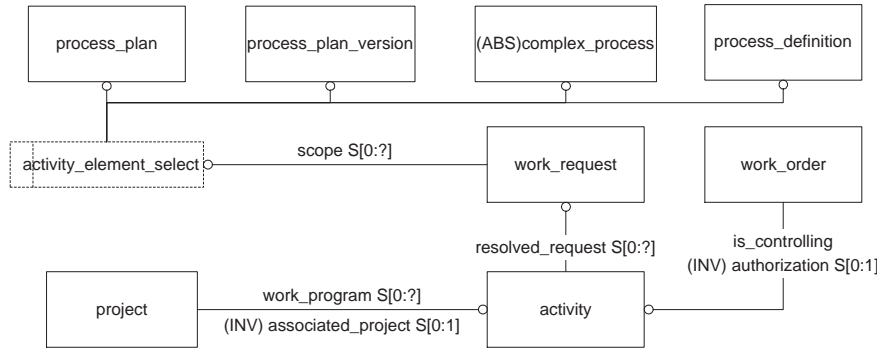 process_plan
process_plan_version
(ABS)complex_process
process_definition
activity_element_select
scope S[0:?]
work_request
work_order
resolved_request S[0:?]
is_controlling
(INV) authorization S[0:1]
project
work_program S[0:?]
(INV) associated_project S[0:1]
activity